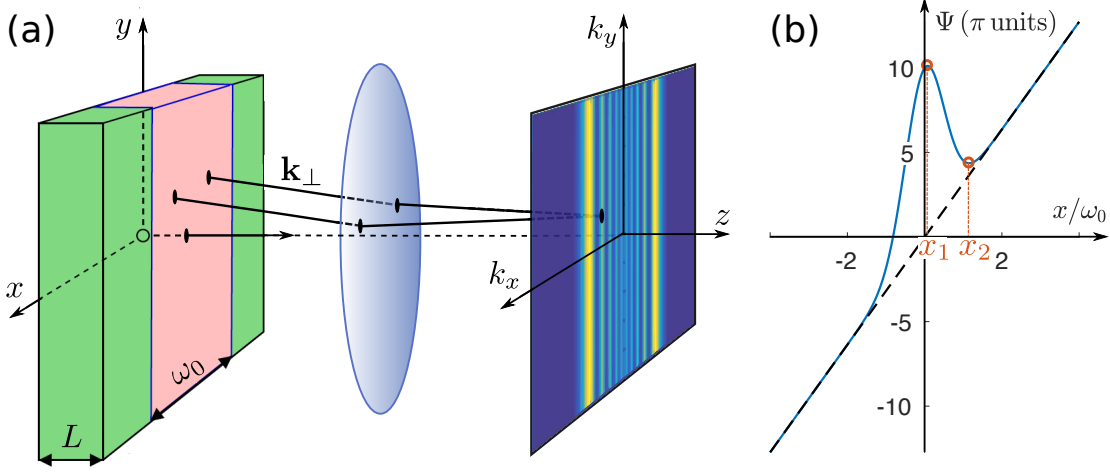 (a)
y
k_y
k⊥
z
x
k_x
ω₀
L
(b)
Ψ (π units)
10
5
x/ω₀
-2
x₁
x₂
2
-5
-10